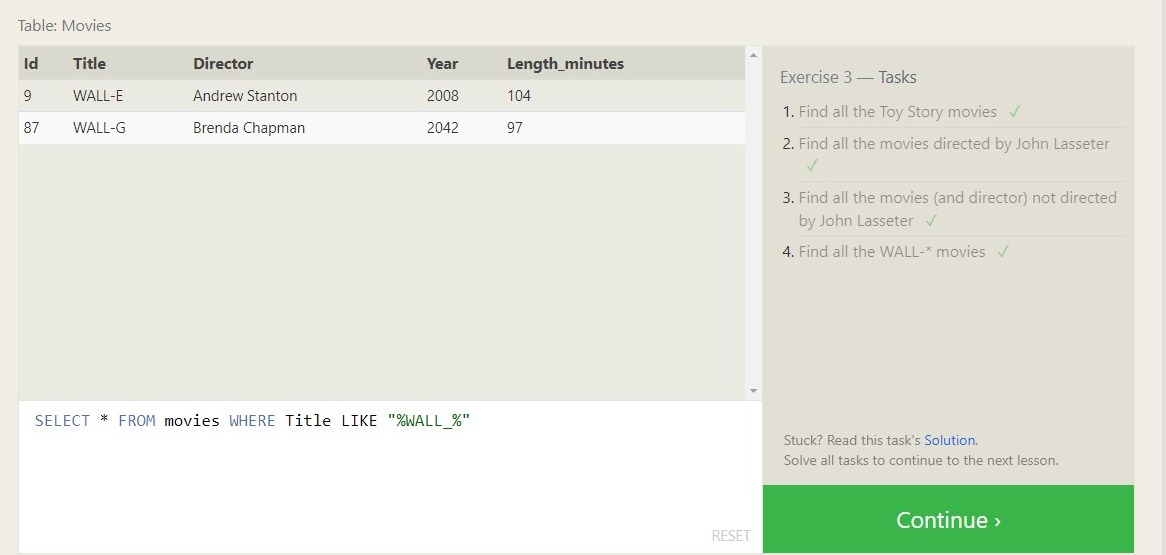 Table: Movies
Id Title Director Year Length_minutes
9 WALL-E Andrew Stanton 2008 104
87 WALL-G Brenda Chapman 2042 97
SELECT * FROM movies WHERE Title LIKE "%WALL_%"
RESET
Exercise 3 — Tasks
1. Find all the Toy Story movies ✓
2. Find all the movies directed by John Lasseter
✓
3. Find all the movies (and director) not directed
by John Lasseter ✓
4. Find all the WALL-* movies ✓
Stuck? Read this task's Solution.
Solve all tasks to continue to the next lesson.
Continue ›